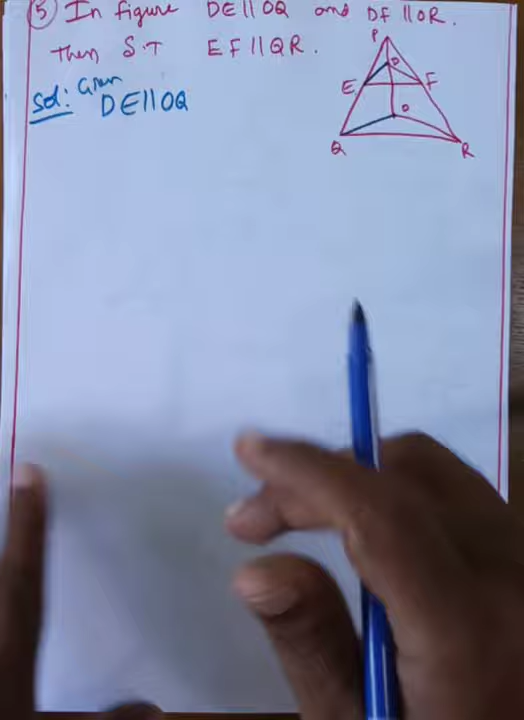 5 In figure DE||OQ and DF||OR.
Then S.T EF||QR.
P
D
E F
O
Q R
Sol: Given
DE||OQ